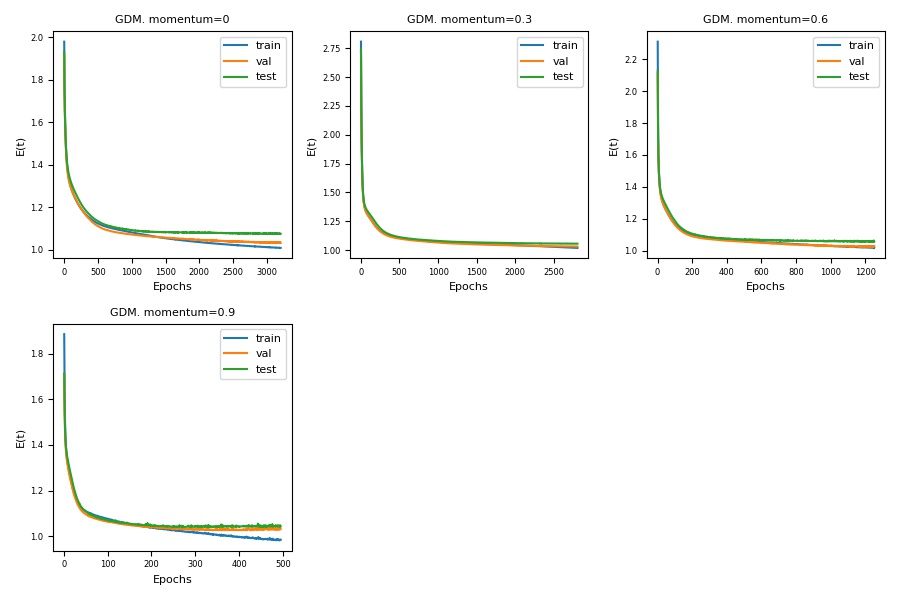 GDM. momentum=0
E(t)
2.0
1.8
1.6
1.4
1.2
1.0
train
val
test
0 500 1000 1500 2000 2500 3000
Epochs
GDM. momentum=0.3
E(t)
2.75
2.50
2.25
2.00
1.75
1.50
1.25
1.00
train
val
test
0 500 1000 1500 2000 2500
Epochs
GDM. momentum=0.6
E(t)
2.2
2.0
1.8
1.6
1.4
1.2
1.0
train
val
test
0 200 400 600 800 1000 1200
Epochs
GDM. momentum=0.9
E(t)
1.8
1.6
1.4
1.2
1.0
train
val
test
0 100 200 300 400 500
Epochs